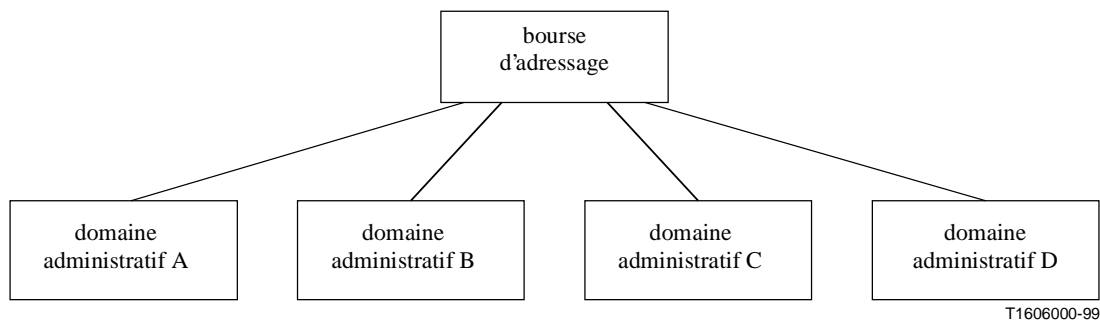 bourse
d'adressage
domaine
administratif A
domaine
administratif B
domaine
administratif C
domaine
administratif D
T1606000-99